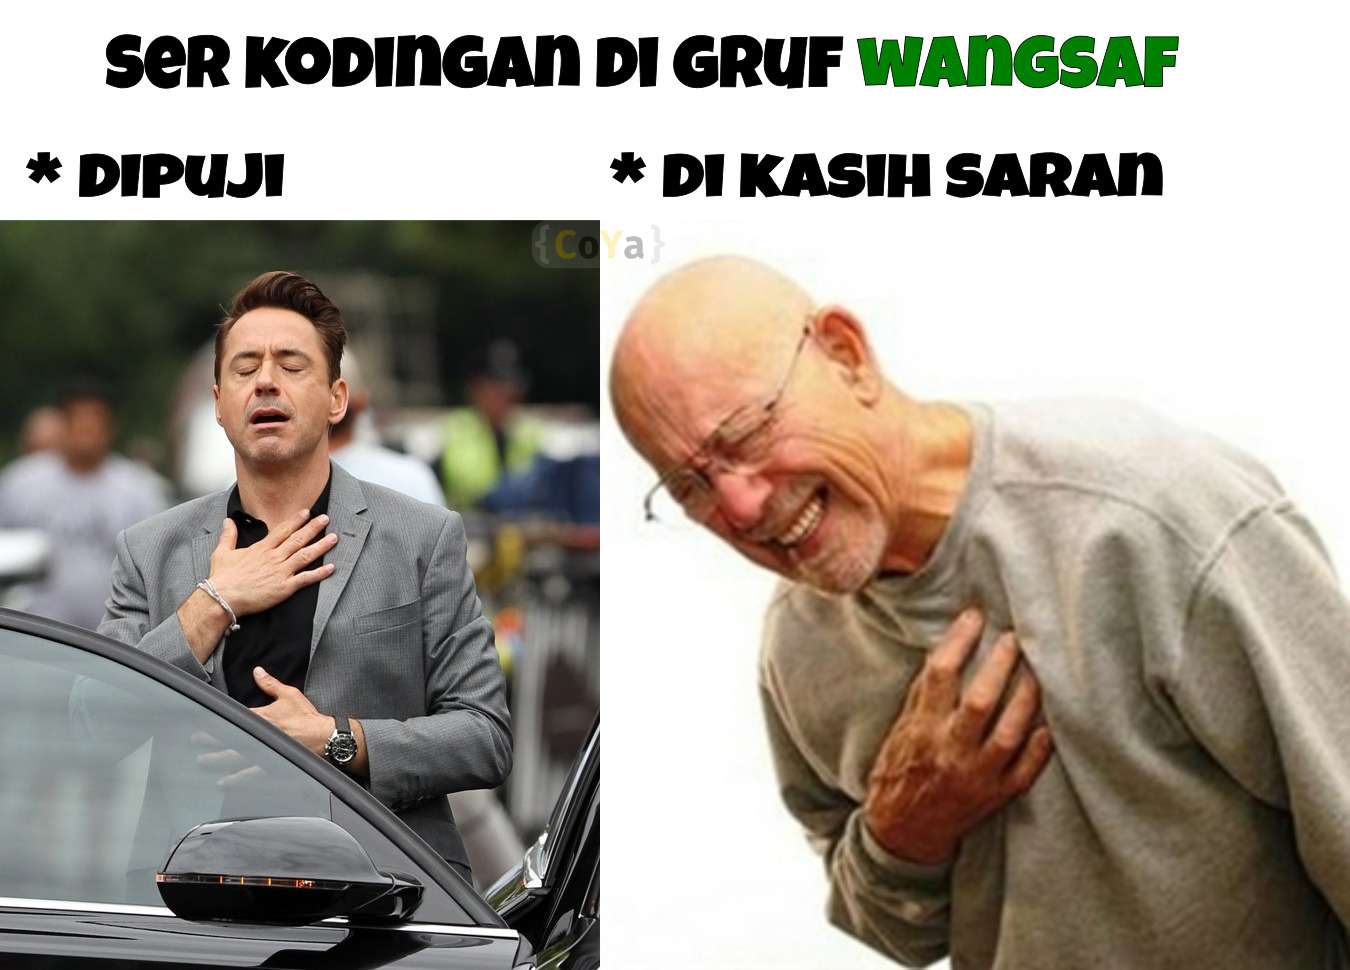 SeR KODINGAN DI GRUF WANGSAF
* DIPUJI
* DI KASIH SARAN
{CoYa}